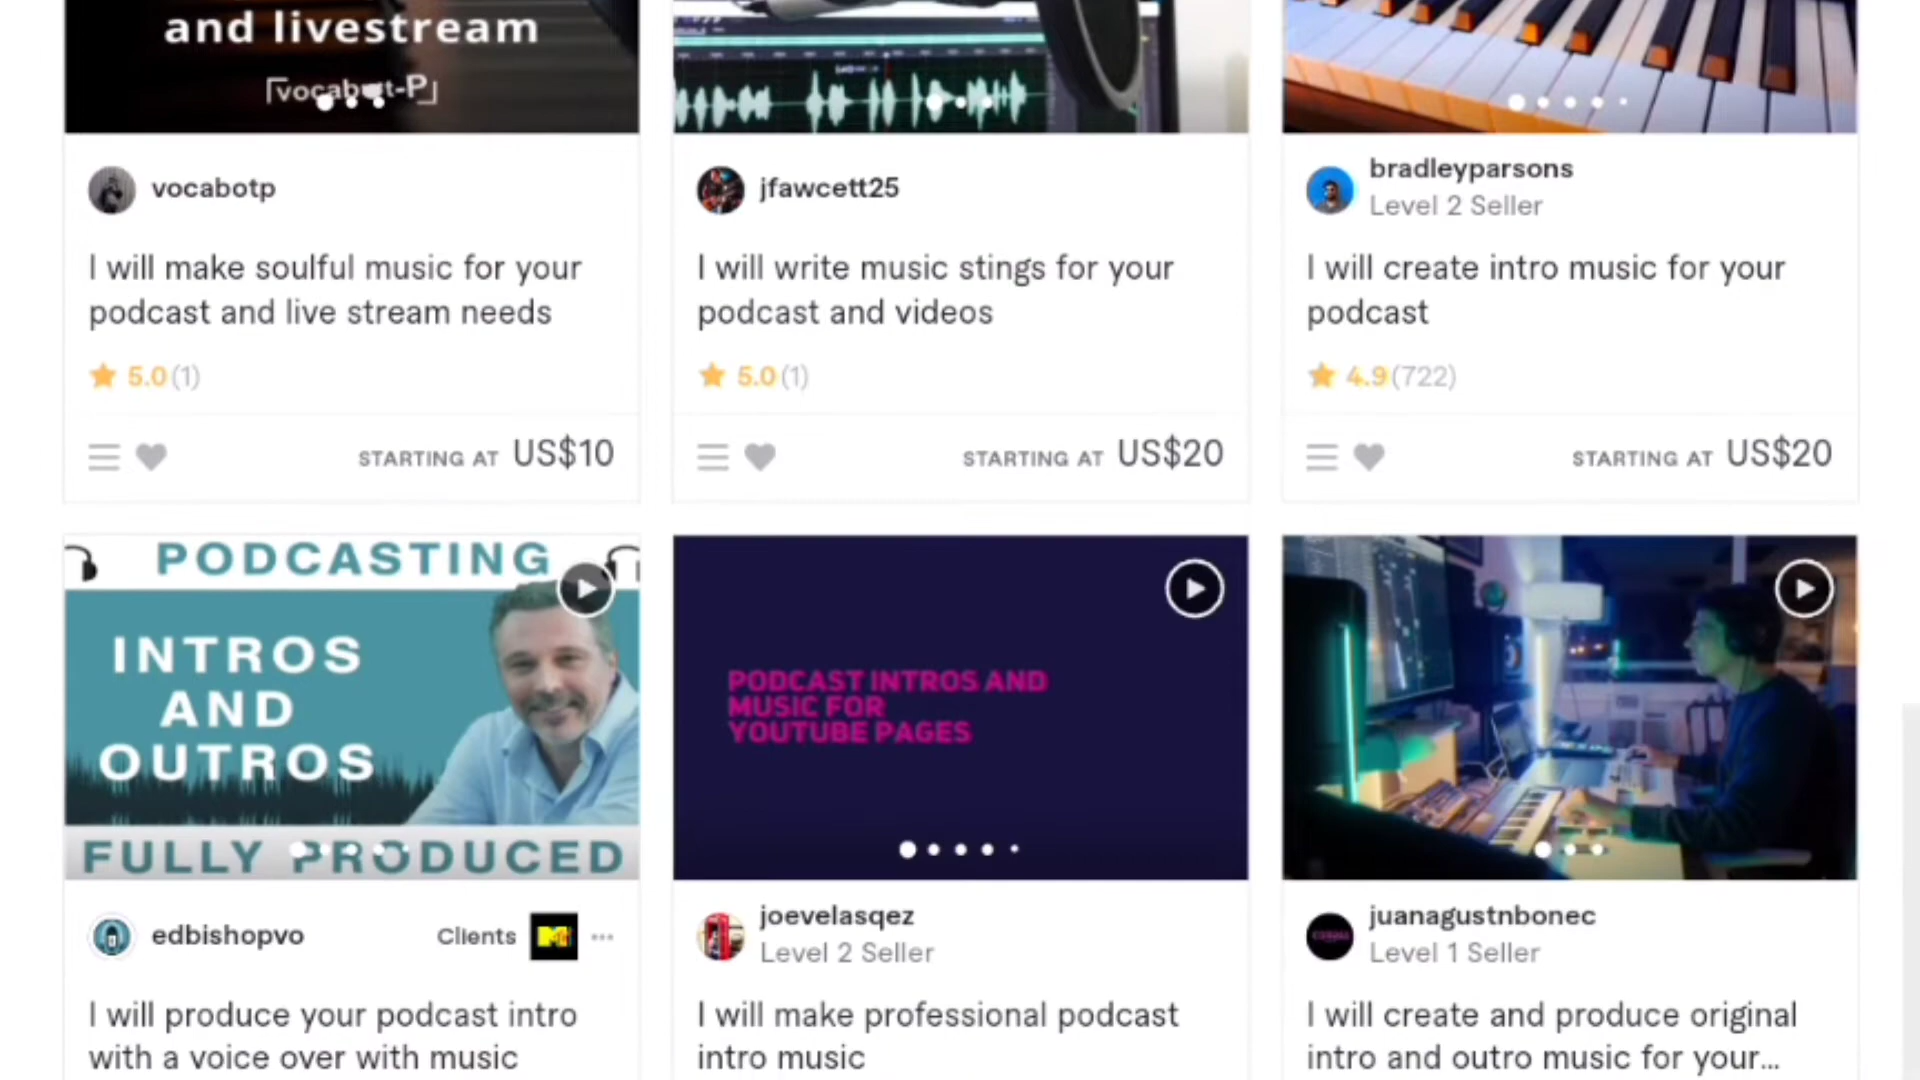 and livestream
vocabotp
I will make soulful music for your
podcast and live stream needs
5.0 (1)
STARTING AT US$10
jfawcett25
I will write music stings for your
podcast and videos
5.0 (1)
STARTING AT US$20
bradleyparsons
Level 2 Seller
I will create intro music for your
podcast
4.9 (722)
STARTING AT US$20
PODCASTING
INTROS
AND
OUTROS
FULLY PRODUCED
edbishopvo
Clients
I will produce your podcast intro
with a voice over with music
PODCAST INTROS AND
MUSIC FOR
YOUTUBE PAGES
joevelasqez
Level 2 Seller
I will make professional podcast
intro music
juanagustnbonec
Level 1 Seller
I will create and produce original
intro and outro music for your...